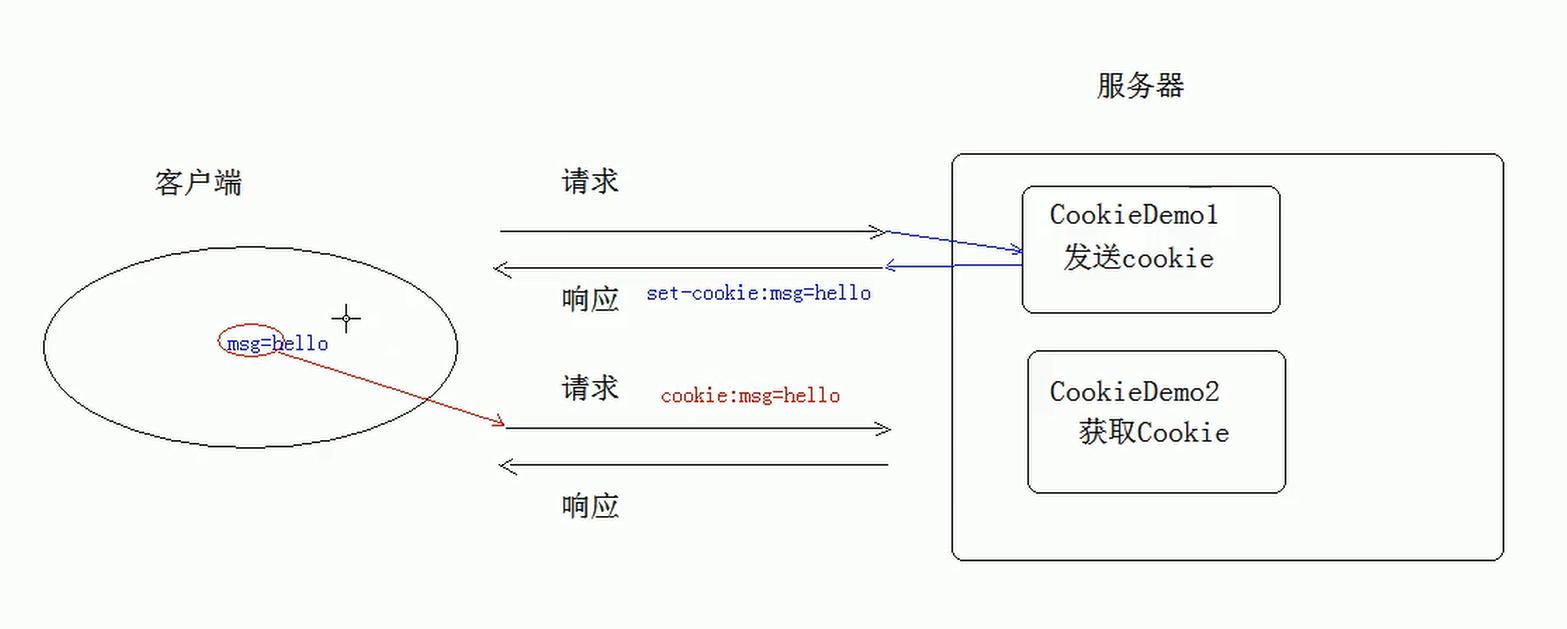 服务器
客户端
请求
CookieDemo1
发送cookie
响应
set-cookie:msg=hello
msg=hello
请求
cookie:msg=hello
CookieDemo2
获取Cookie
响应